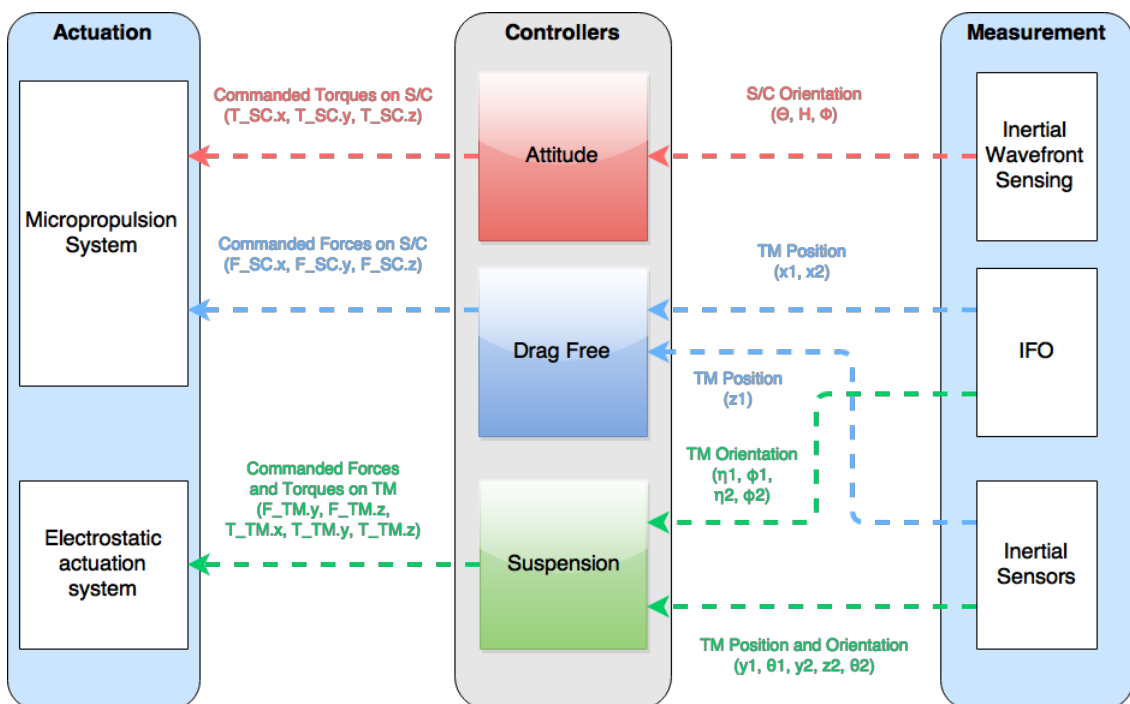 Actuation
Controllers
Measurement
Commanded Torques on S/C
(T_SC.x, T_SC.y, T_SC.z)
S/C Orientation
(Θ, H, Φ)
Attitude
Inertial
Wavefront
Sensing
Micropropulsion
System
Commanded Forces on S/C
(F_SC.x, F_SC.y, F_SC.z)
TM Position
(x1, x2)
Drag Free
IFO
TM Position
(z1)
TM Orientation
(η1, φ1,
η2, φ2)
Commanded Forces
and Torques on TM
(F_TM.y, F_TM.z,
T_TM.x, T_TM.y, T_TM.z)
Electrostatic
actuation
system
Suspension
Inertial
Sensors
TM Position and Orientation
(y1, θ1, y2, z2, θ2)